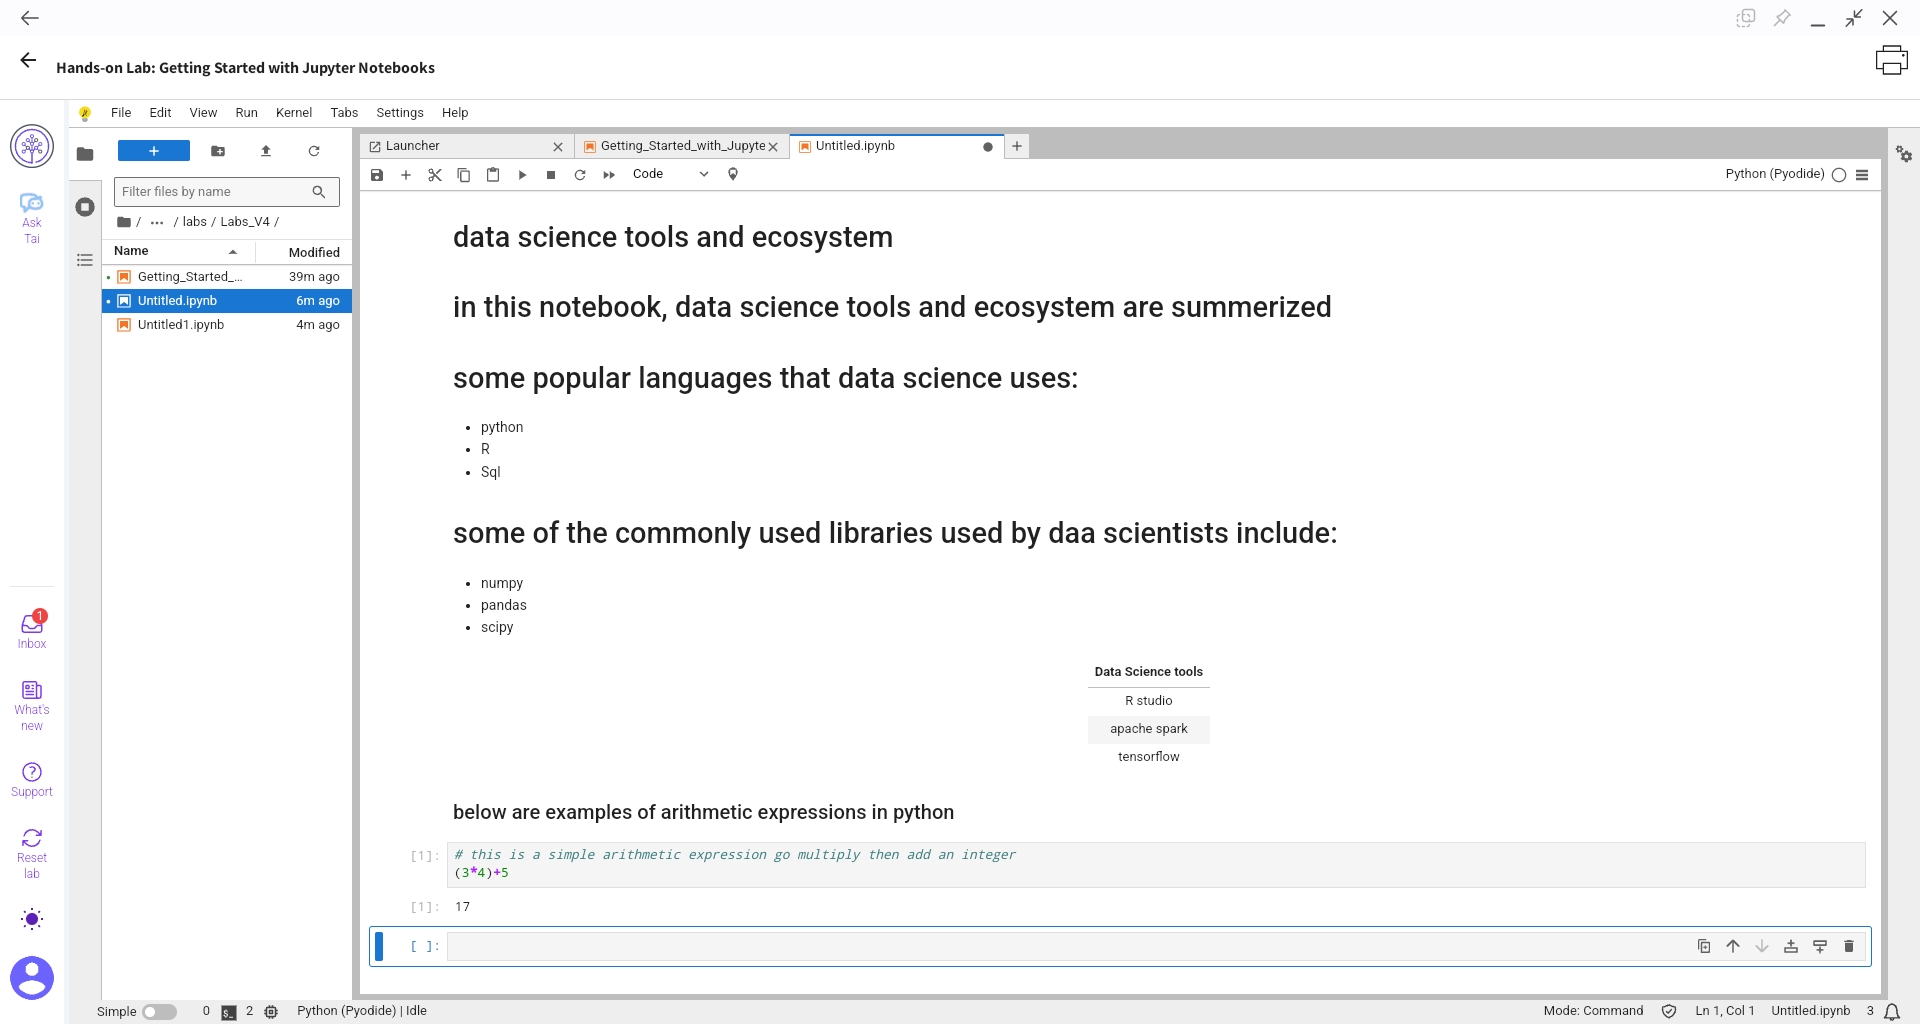 Hands-on Lab: Getting Started with Jupyter Notebooks
File Edit View Run Kernel Tabs Settings Help
Ask
Tai
Inbox
1
What's
new
Support
Reset
lab
Filter files by name
/ ... / labs / Labs_V4 /
Name Modified
Getting_Started_... 39m ago
Untitled.ipynb 6m ago
Untitled1.ipynb 4m ago
Launcher Getting_Started_with_Jupyte Untitled.ipynb
Code Python (Pyodide)
data science tools and ecosystem
in this notebook, data science tools and ecosystem are summerized
some popular languages that data science uses:
• python
• R
• Sql
some of the commonly used libraries used by daa scientists include:
• numpy
• pandas
• scipy
Data Science tools
R studio
apache spark
tensorflow
below are examples of arithmetic expressions in python
[1]: # this is a simple arithmetic expression go multiply then add an integer
(3*4)+5
[1]: 17
[ ]:
Simple 0 $_ 2 Python (Pyodide) | Idle Mode: Command Ln 1, Col 1 Untitled.ipynb 3